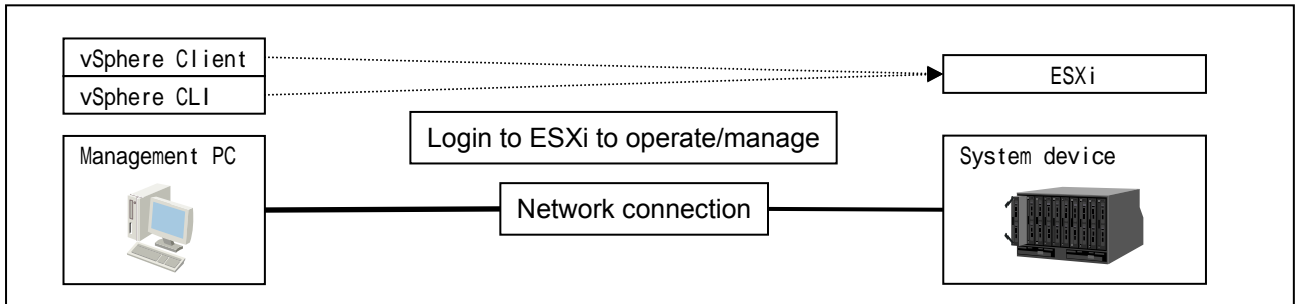 vSphere Client
vSphere CLI
ESXi
Login to ESXi to operate/manage
Management PC
System device
Network connection